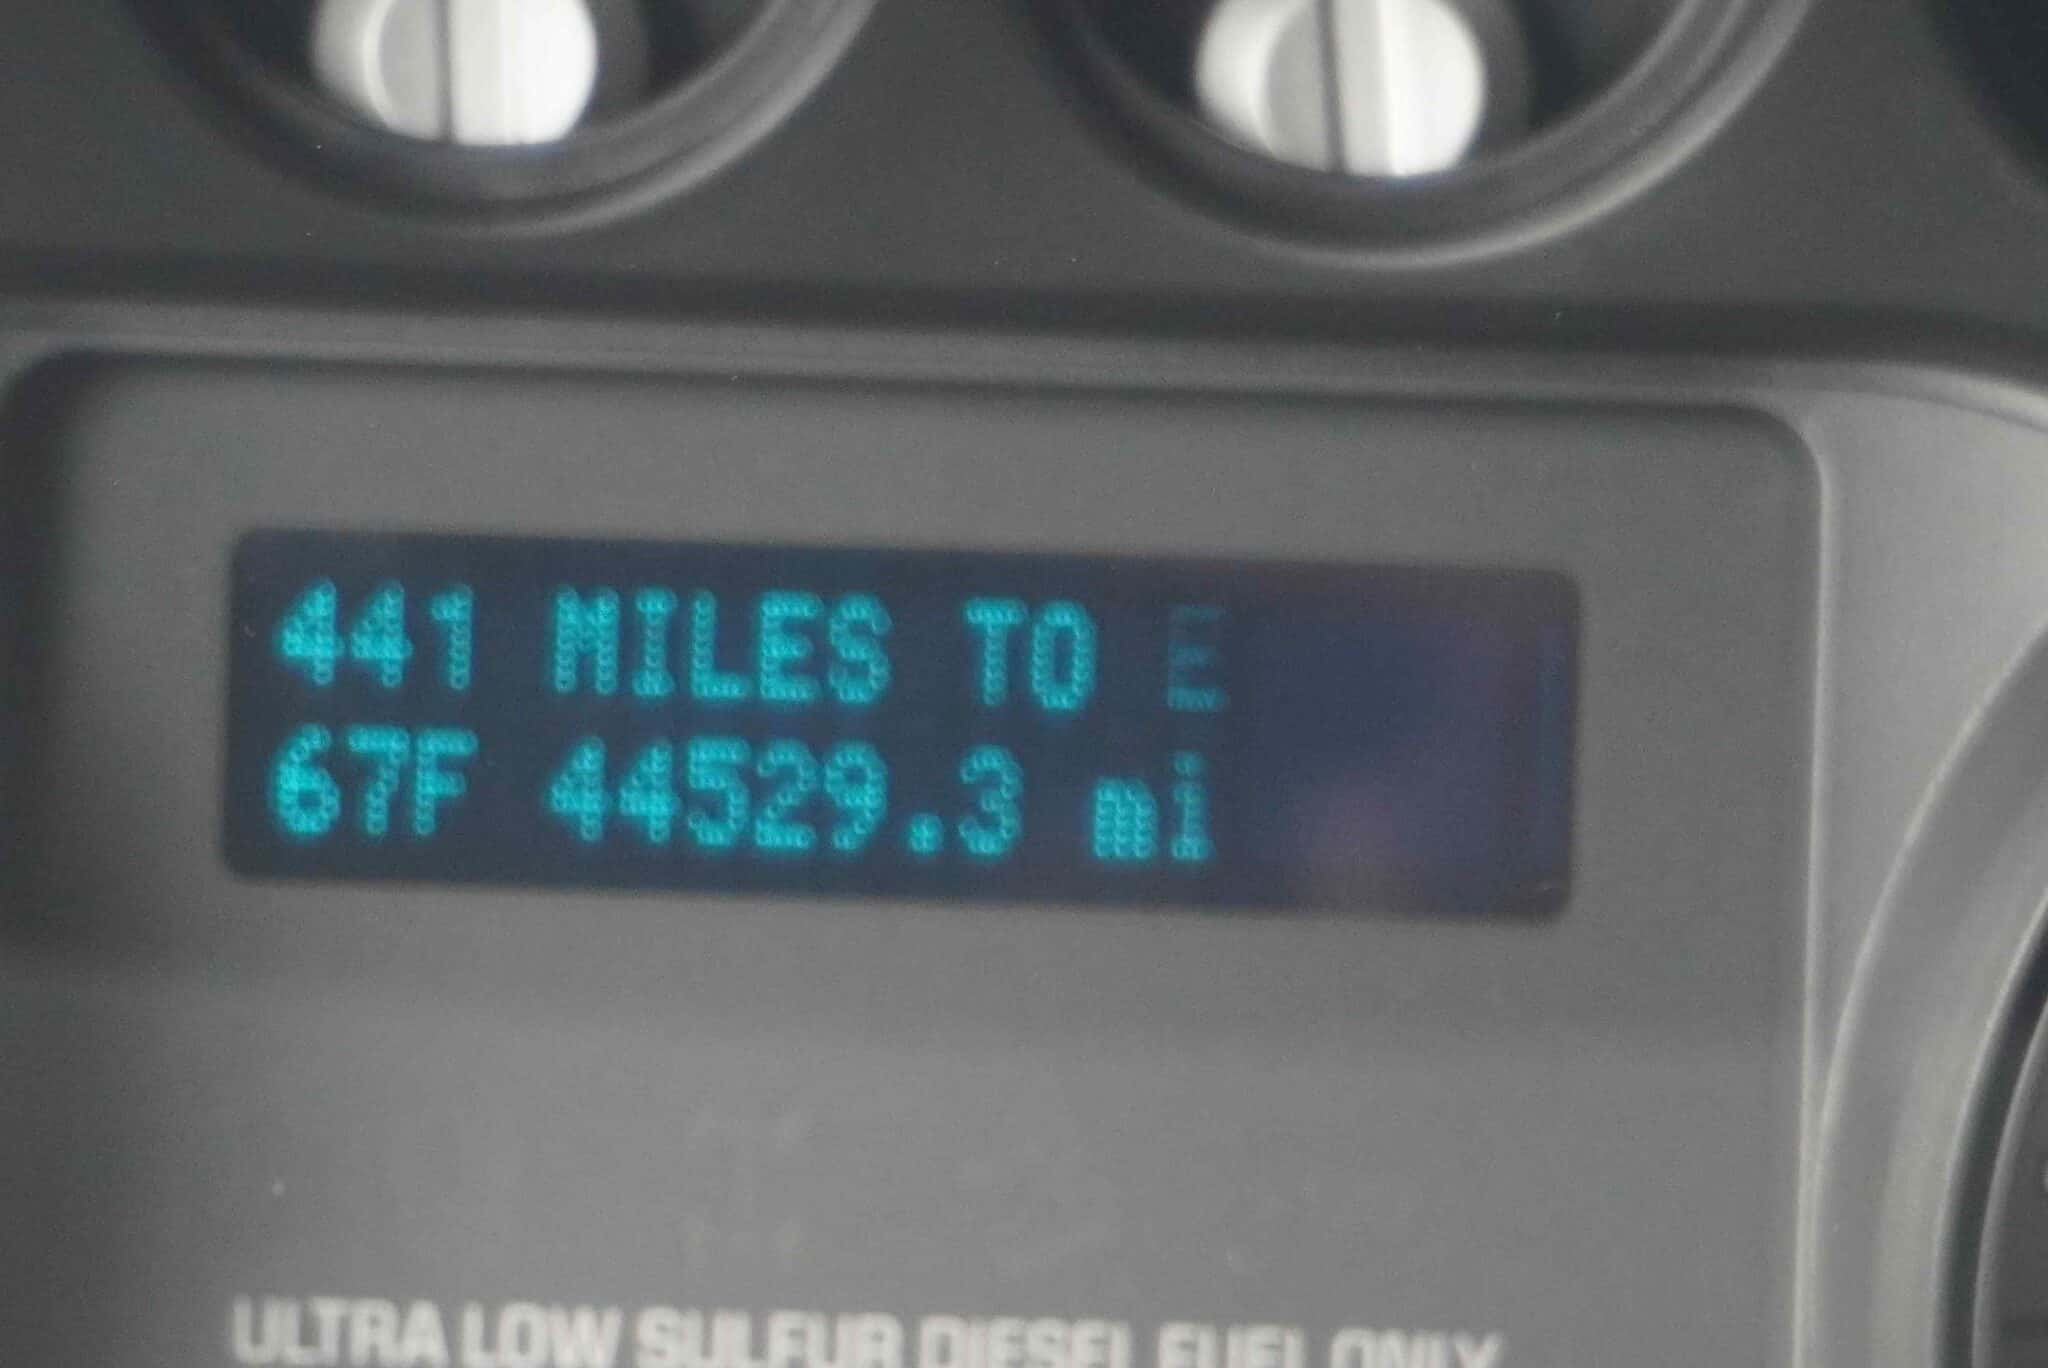 441 MILES TO E
67F 44529.3 mi
ULTRA LOW SULFUR DIESEL FUEL ONLY